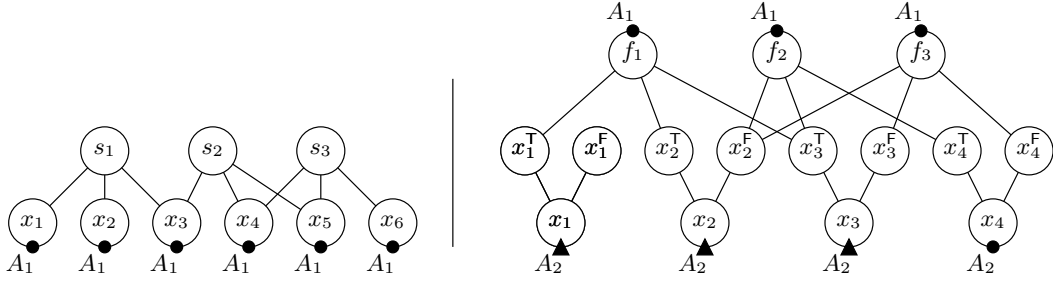 A₁ A₁ A₁
f₁ f₂ f₃
s₁ s₂ s₃
x₁ᵀ x₁ꟳ x₂ᵀ x₂ꟳ x₃ᵀ x₃ꟳ x₄ᵀ x₄ꟳ
x₁ x₂ x₃ x₄ x₅ x₆
x₁ x₂ x₃ x₄
A₁ A₁ A₁ A₁ A₁ A₁
A₂ A₂ A₂ A₂